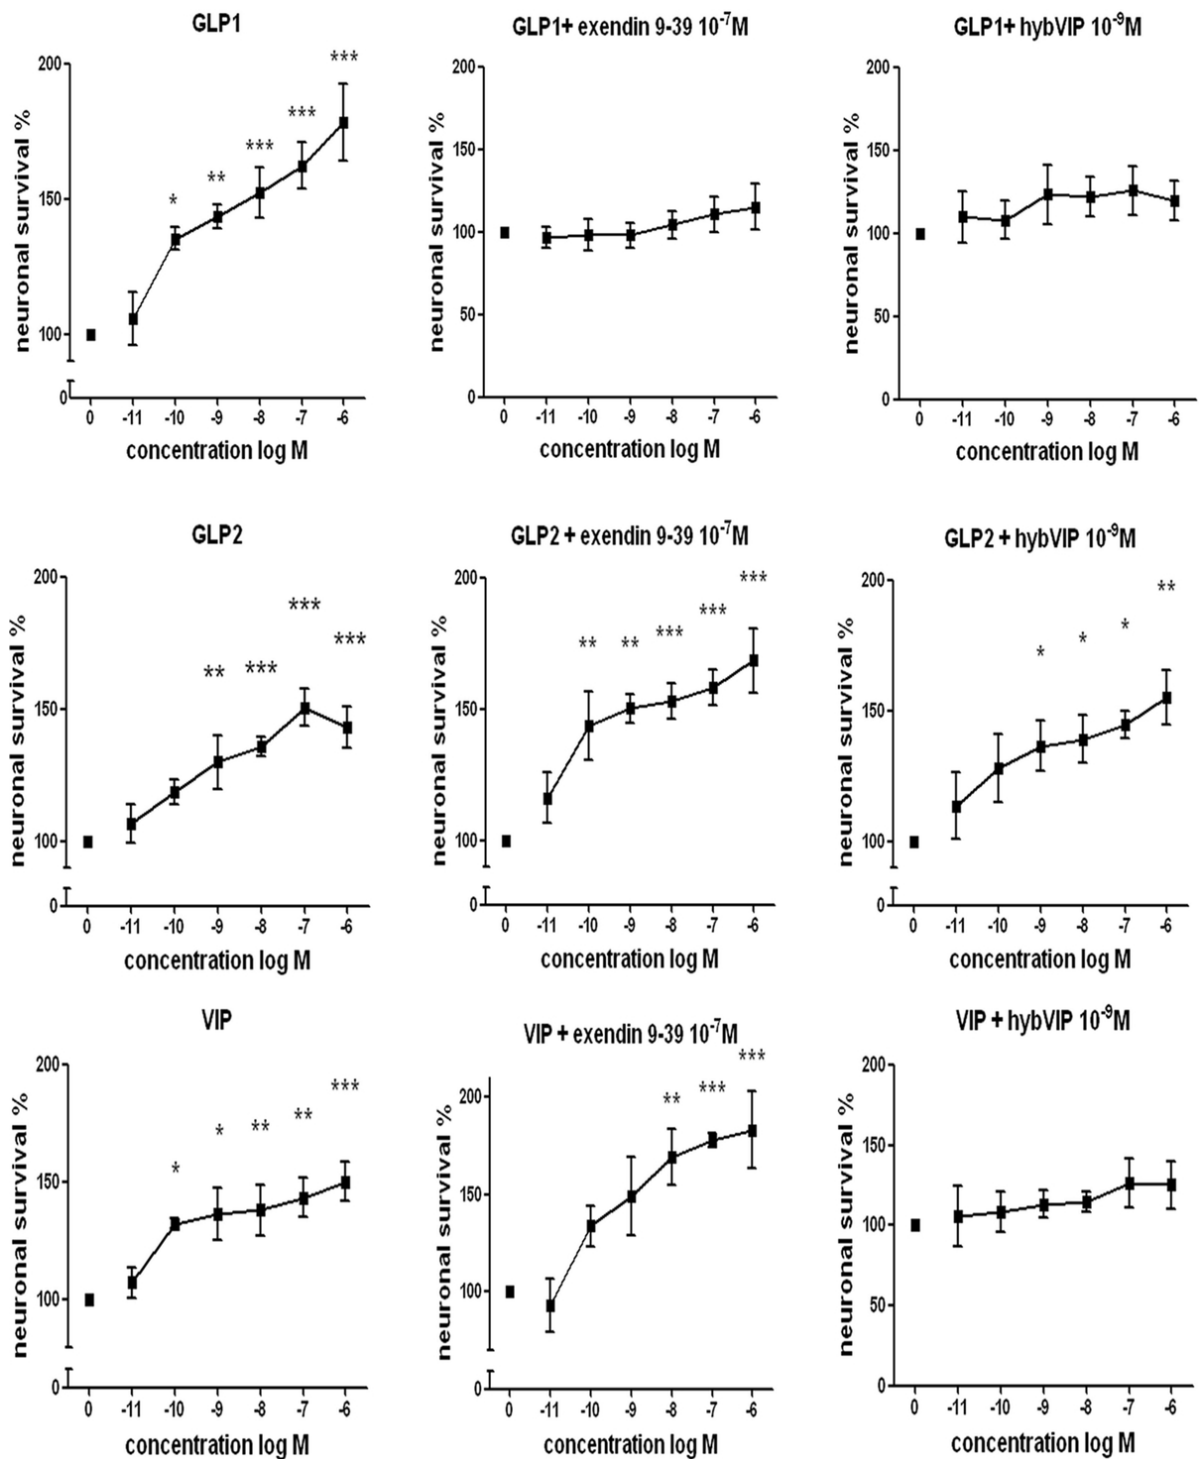 GLP1
neuronal survival %
200
150
100
0
*
**
***
***
***
0 -11 -10 -9 -8 -7 -6
concentration log M
GLP1+ exendin 9-39 10⁻⁷M
neuronal survival %
200
150
100
50
0
0 -11 -10 -9 -8 -7 -6
concentration log M
GLP1+ hybVIP 10⁻⁹M
neuronal survival %
200
150
100
50
0
0 -11 -10 -9 -8 -7 -6
concentration log M
GLP2
neuronal survival %
200
150
100
0
**
***
***
***
0 -11 -10 -9 -8 -7 -6
concentration log M
GLP2 + exendin 9-39 10⁻⁷M
neuronal survival %
200
150
100
0
**
**
***
***
***
0 -11 -10 -9 -8 -7 -6
concentration log M
GLP2 + hybVIP 10⁻⁹M
neuronal survival %
200
150
100
0
*
*
*
**
0 -11 -10 -9 -8 -7 -6
concentration log M
VIP
neuronal survival %
200
150
100
0
*
*
**
**
***
0 -11 -10 -9 -8 -7 -6
concentration log M
VIP + exendin 9-39 10⁻⁷M
neuronal survival %
200
150
100
0
**
***
***
0 -11 -10 -9 -8 -7 -6
concentration log M
VIP + hybVIP 10⁻⁹M
neuronal survival %
200
150
100
50
0
0 -11 -10 -9 -8 -7 -6
concentration log M